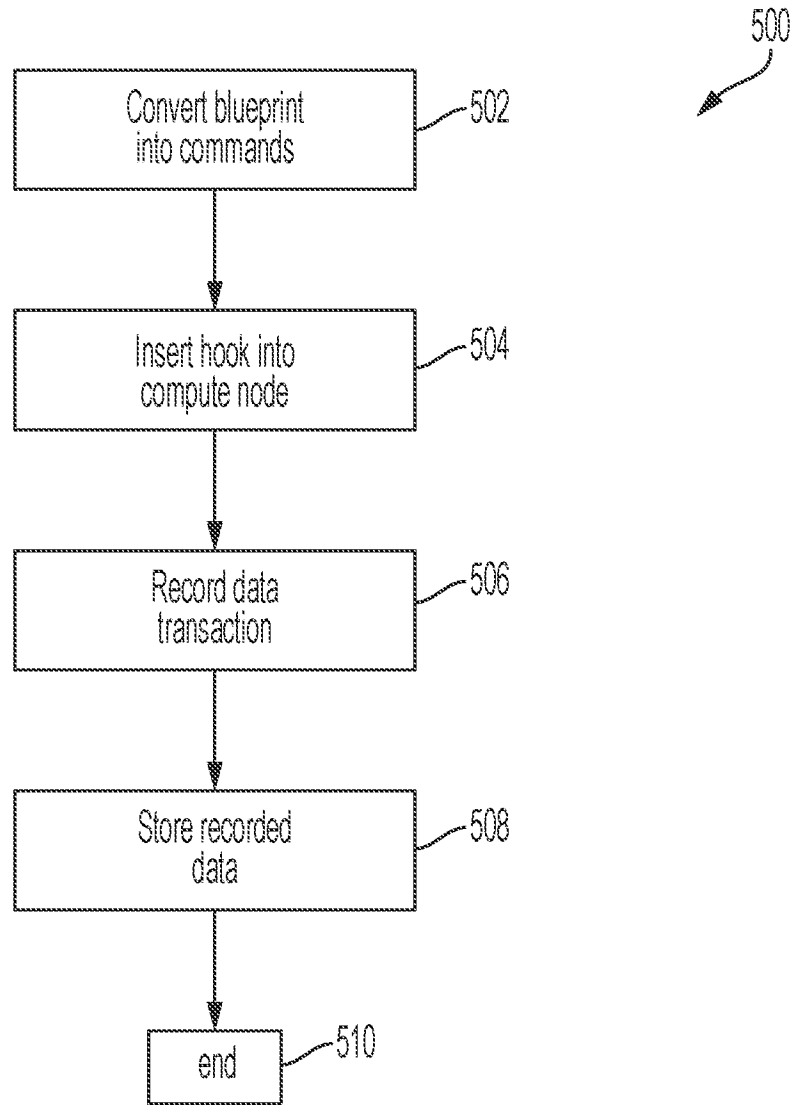 500
Convert blueprint
into commands
502
Insert hook into
compute node
504
Record data
transaction
506
Store recorded
data
508
end
510